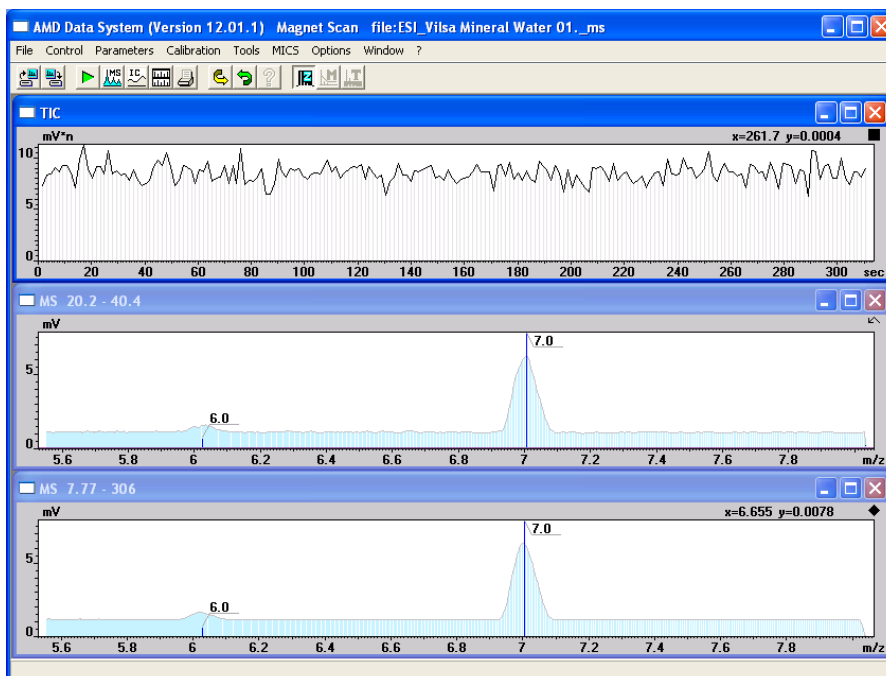 AMD Data System (Version 12.01.1) Magnet Scan file:ESI_Vilsa Mineral Water 01._ms
File Control Parameters Calibration Tools MICS Options Window ?
MS IC M T
TIC
mV*n x=261.7 y=0.0004
10
5
0
0 20 40 60 80 100 120 140 160 180 200 220 240 260 280 300 sec
MS 20.2 - 40.4
mV
7.0
5
6.0
0
5.6 5.8 6 6.2 6.4 6.6 6.8 7 7.2 7.4 7.6 7.8 m/z
MS 7.77 - 306
mV x=6.655 y=0.0078
7.0
5
6.0
0
5.6 5.8 6 6.2 6.4 6.6 6.8 7 7.2 7.4 7.6 7.8 m/z